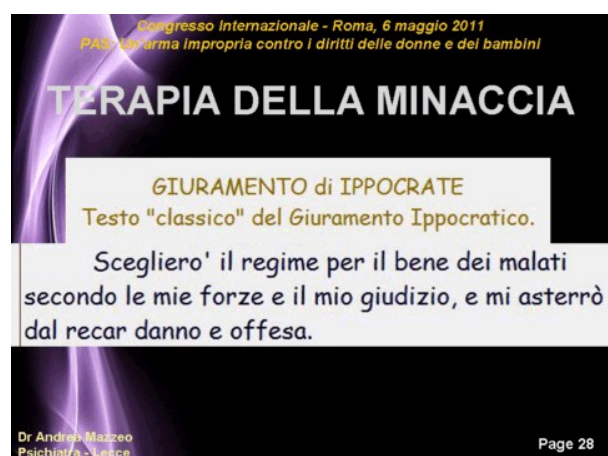 Congresso Internazionale - Roma, 6 maggio 2011
PAS: Un'arma impropria contro i diritti delle donne e dei bambini
TERAPIA DELLA MINACCIA
GIURAMENTO di IPPOCRATE
Testo "classico" del Giuramento Ippocratico.
Scegliero' il regime per il bene dei malati
secondo le mie forze e il mio giudizio, e mi asterrò
dal recar danno e offesa.
Dr Andrea Mazzeo
Psichiatra - Lecce
Page 28